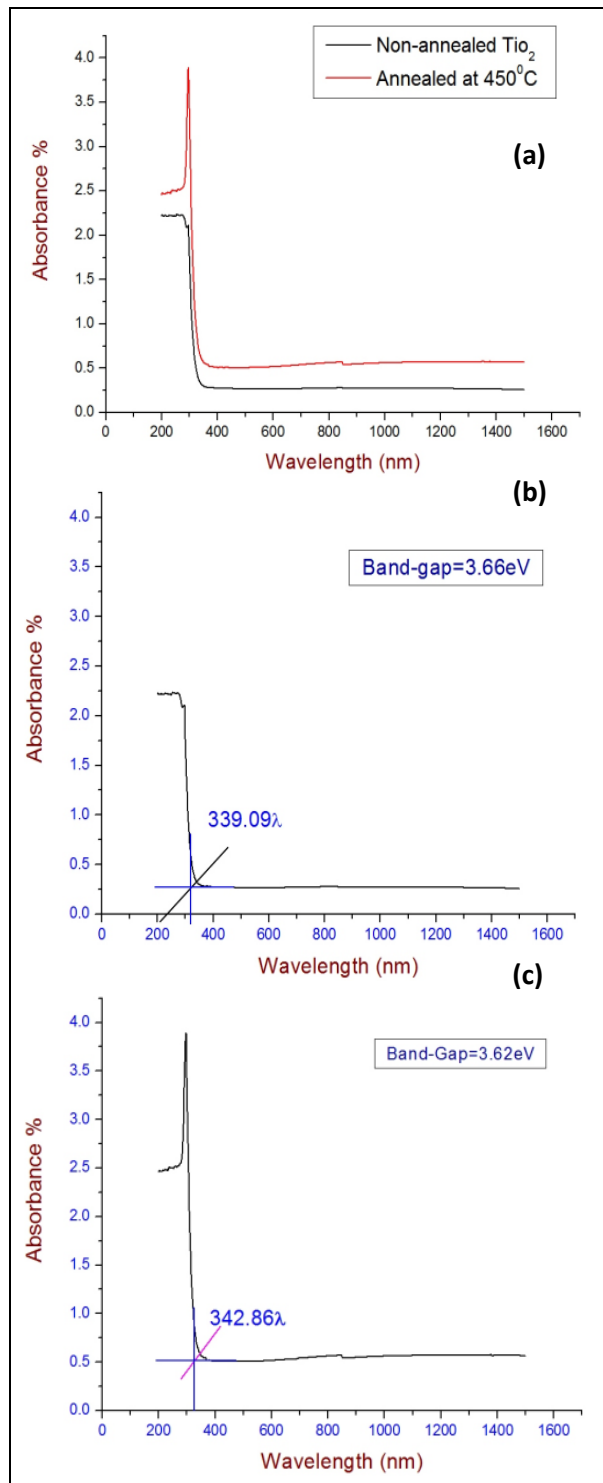 Non-annealed Tio₂
Annealed at 450⁰C
(a)
4.0
3.5
3.0
2.5
2.0
1.5
1.0
0.5
0.0
Absorbance %
0 200 400 600 800 1000 1200 1400 1600
Wavelength (nm)
(b)
Band-gap=3.66eV
4.0
3.5
3.0
2.5
2.0
1.5
1.0
0.5
0.0
Absorbance %
339.09λ
0 200 400 600 800 1000 1200 1400 1600
Wavelength (nm)
(c)
Band-Gap=3.62eV
4.0
3.5
3.0
2.5
2.0
1.5
1.0
0.5
0.0
Absorbance %
342.86λ
0 200 400 600 800 1000 1200 1400 1600
Wavelength (nm)